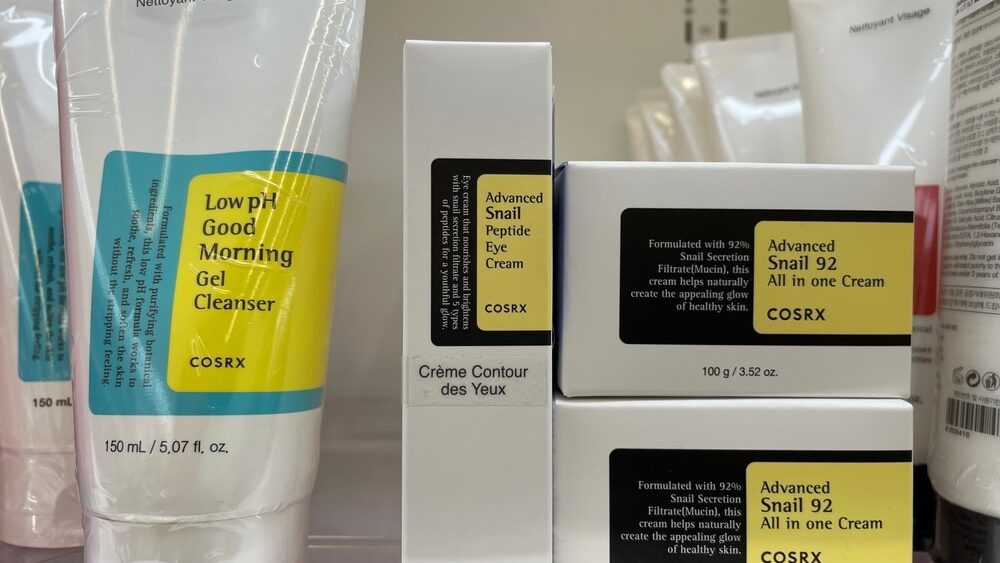 Nettoyant Visage
Low pH
Good
Morning
Gel
Cleanser
COSRX
Formulated with purifying botanical
ingredients, this low pH formula works to
soothe, refresh, and soften the skin
without the stripping feeling.
150 mL / 5.07 fl. oz.
150 mL
Eye cream that nourishes and brightens
with snail secretion filtrate and 5 types
of peptides for a youthful glow.
Advanced
Snail
Peptide
Eye
Cream
COSRX
Crème Contour
des Yeux
Formulated with 92%
Snail Secretion
Filtrate(Mucin), this
cream helps naturally
create the appealing glow
of healthy skin.
Advanced
Snail 92
All in one Cream
COSRX
100 g / 3.52 oz.
Formulated with 92%
Snail Secretion
Filtrate(Mucin), this
cream helps naturally
create the appealing glow
of healthy skin.
Advanced
Snail 92
All in one Cream
COSRX
Nettoyant Visage